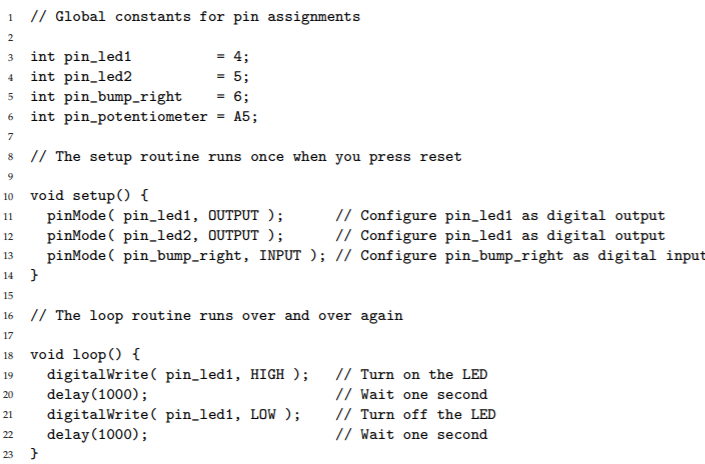 1 // Global constants for pin assignments
2
3 int pin_led1          = 4;
4 int pin_led2          = 5;
5 int pin_bump_right    = 6;
6 int pin_potentiometer = A5;
7
8 // The setup routine runs once when you press reset
9
10 void setup() {
11   pinMode( pin_led1, OUTPUT );      // Configure pin_led1 as digital output
12   pinMode( pin_led2, OUTPUT );      // Configure pin_led1 as digital output
13   pinMode( pin_bump_right, INPUT ); // Configure pin_bump_right as digital input
14 }
15
16 // The loop routine runs over and over again
17
18 void loop() {
19   digitalWrite( pin_led1, HIGH );   // Turn on the LED
20   delay(1000);                      // Wait one second
21   digitalWrite( pin_led1, LOW );    // Turn off the LED
22   delay(1000);                      // Wait one second
23 }